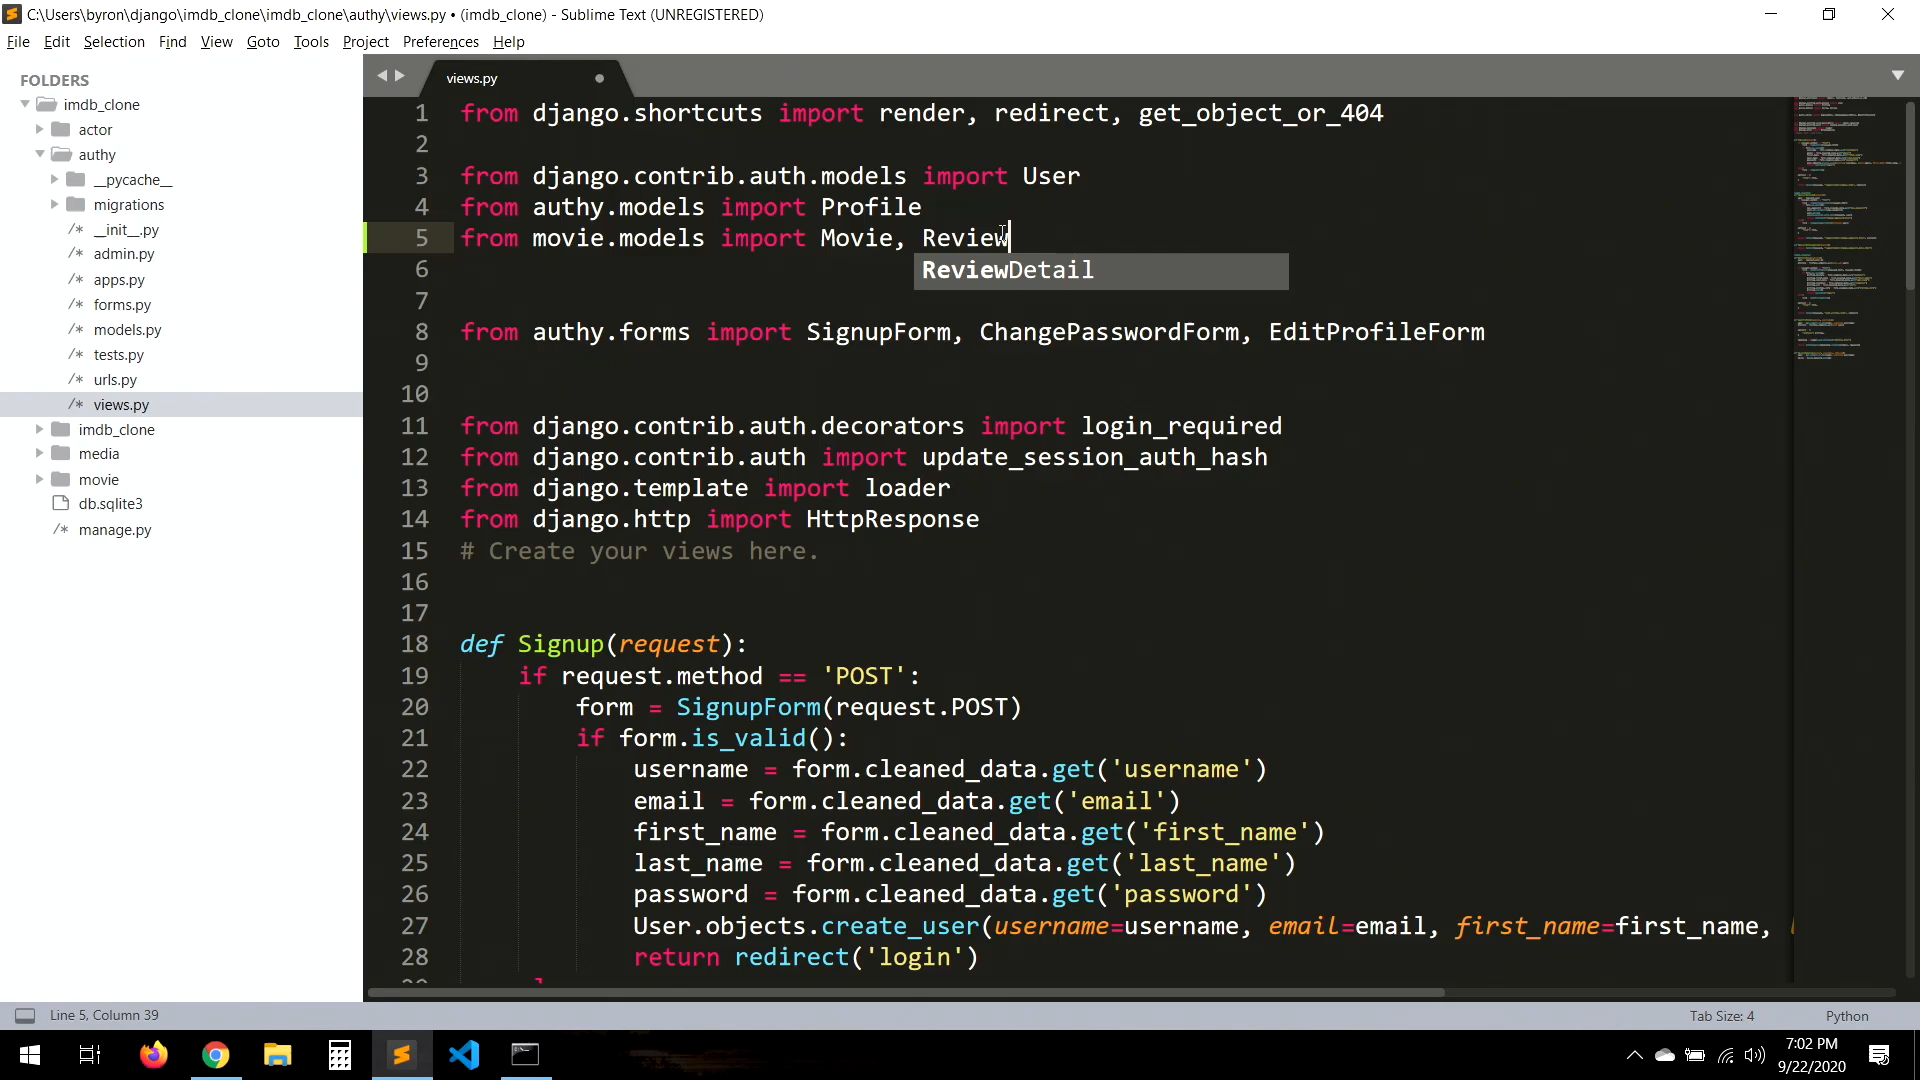 C:\Users\byron\django\imdb_clone\imdb_clone\authy\views.py • (imdb_clone) - Sublime Text (UNREGISTERED)
File Edit Selection Find View Goto Tools Project Preferences Help
FOLDERS
imdb_clone
actor
authy
__pycache__
migrations
/* __init__.py
/* admin.py
/* apps.py
/* forms.py
/* models.py
/* tests.py
/* urls.py
/* views.py
imdb_clone
media
movie
db.sqlite3
/* manage.py
views.py
1 from django.shortcuts import render, redirect, get_object_or_404
2
3 from django.contrib.auth.models import User
4 from authy.models import Profile
5 from movie.models import Movie, Review
ReviewDetail
6
7
8 from authy.forms import SignupForm, ChangePasswordForm, EditProfileForm
9
10
11 from django.contrib.auth.decorators import login_required
12 from django.contrib.auth import update_session_auth_hash
13 from django.template import loader
14 from django.http import HttpResponse
15 # Create your views here.
16
17
18 def Signup(request):
19 if request.method == 'POST':
20 form = SignupForm(request.POST)
21 if form.is_valid():
22 username = form.cleaned_data.get('username')
23 email = form.cleaned_data.get('email')
24 first_name = form.cleaned_data.get('first_name')
25 last_name = form.cleaned_data.get('last_name')
26 password = form.cleaned_data.get('password')
27 User.objects.create_user(username=username, email=email, first_name=first_name,
28 return redirect('login')
Line 5, Column 39
Tab Size: 4
Python
7:02 PM
9/22/2020